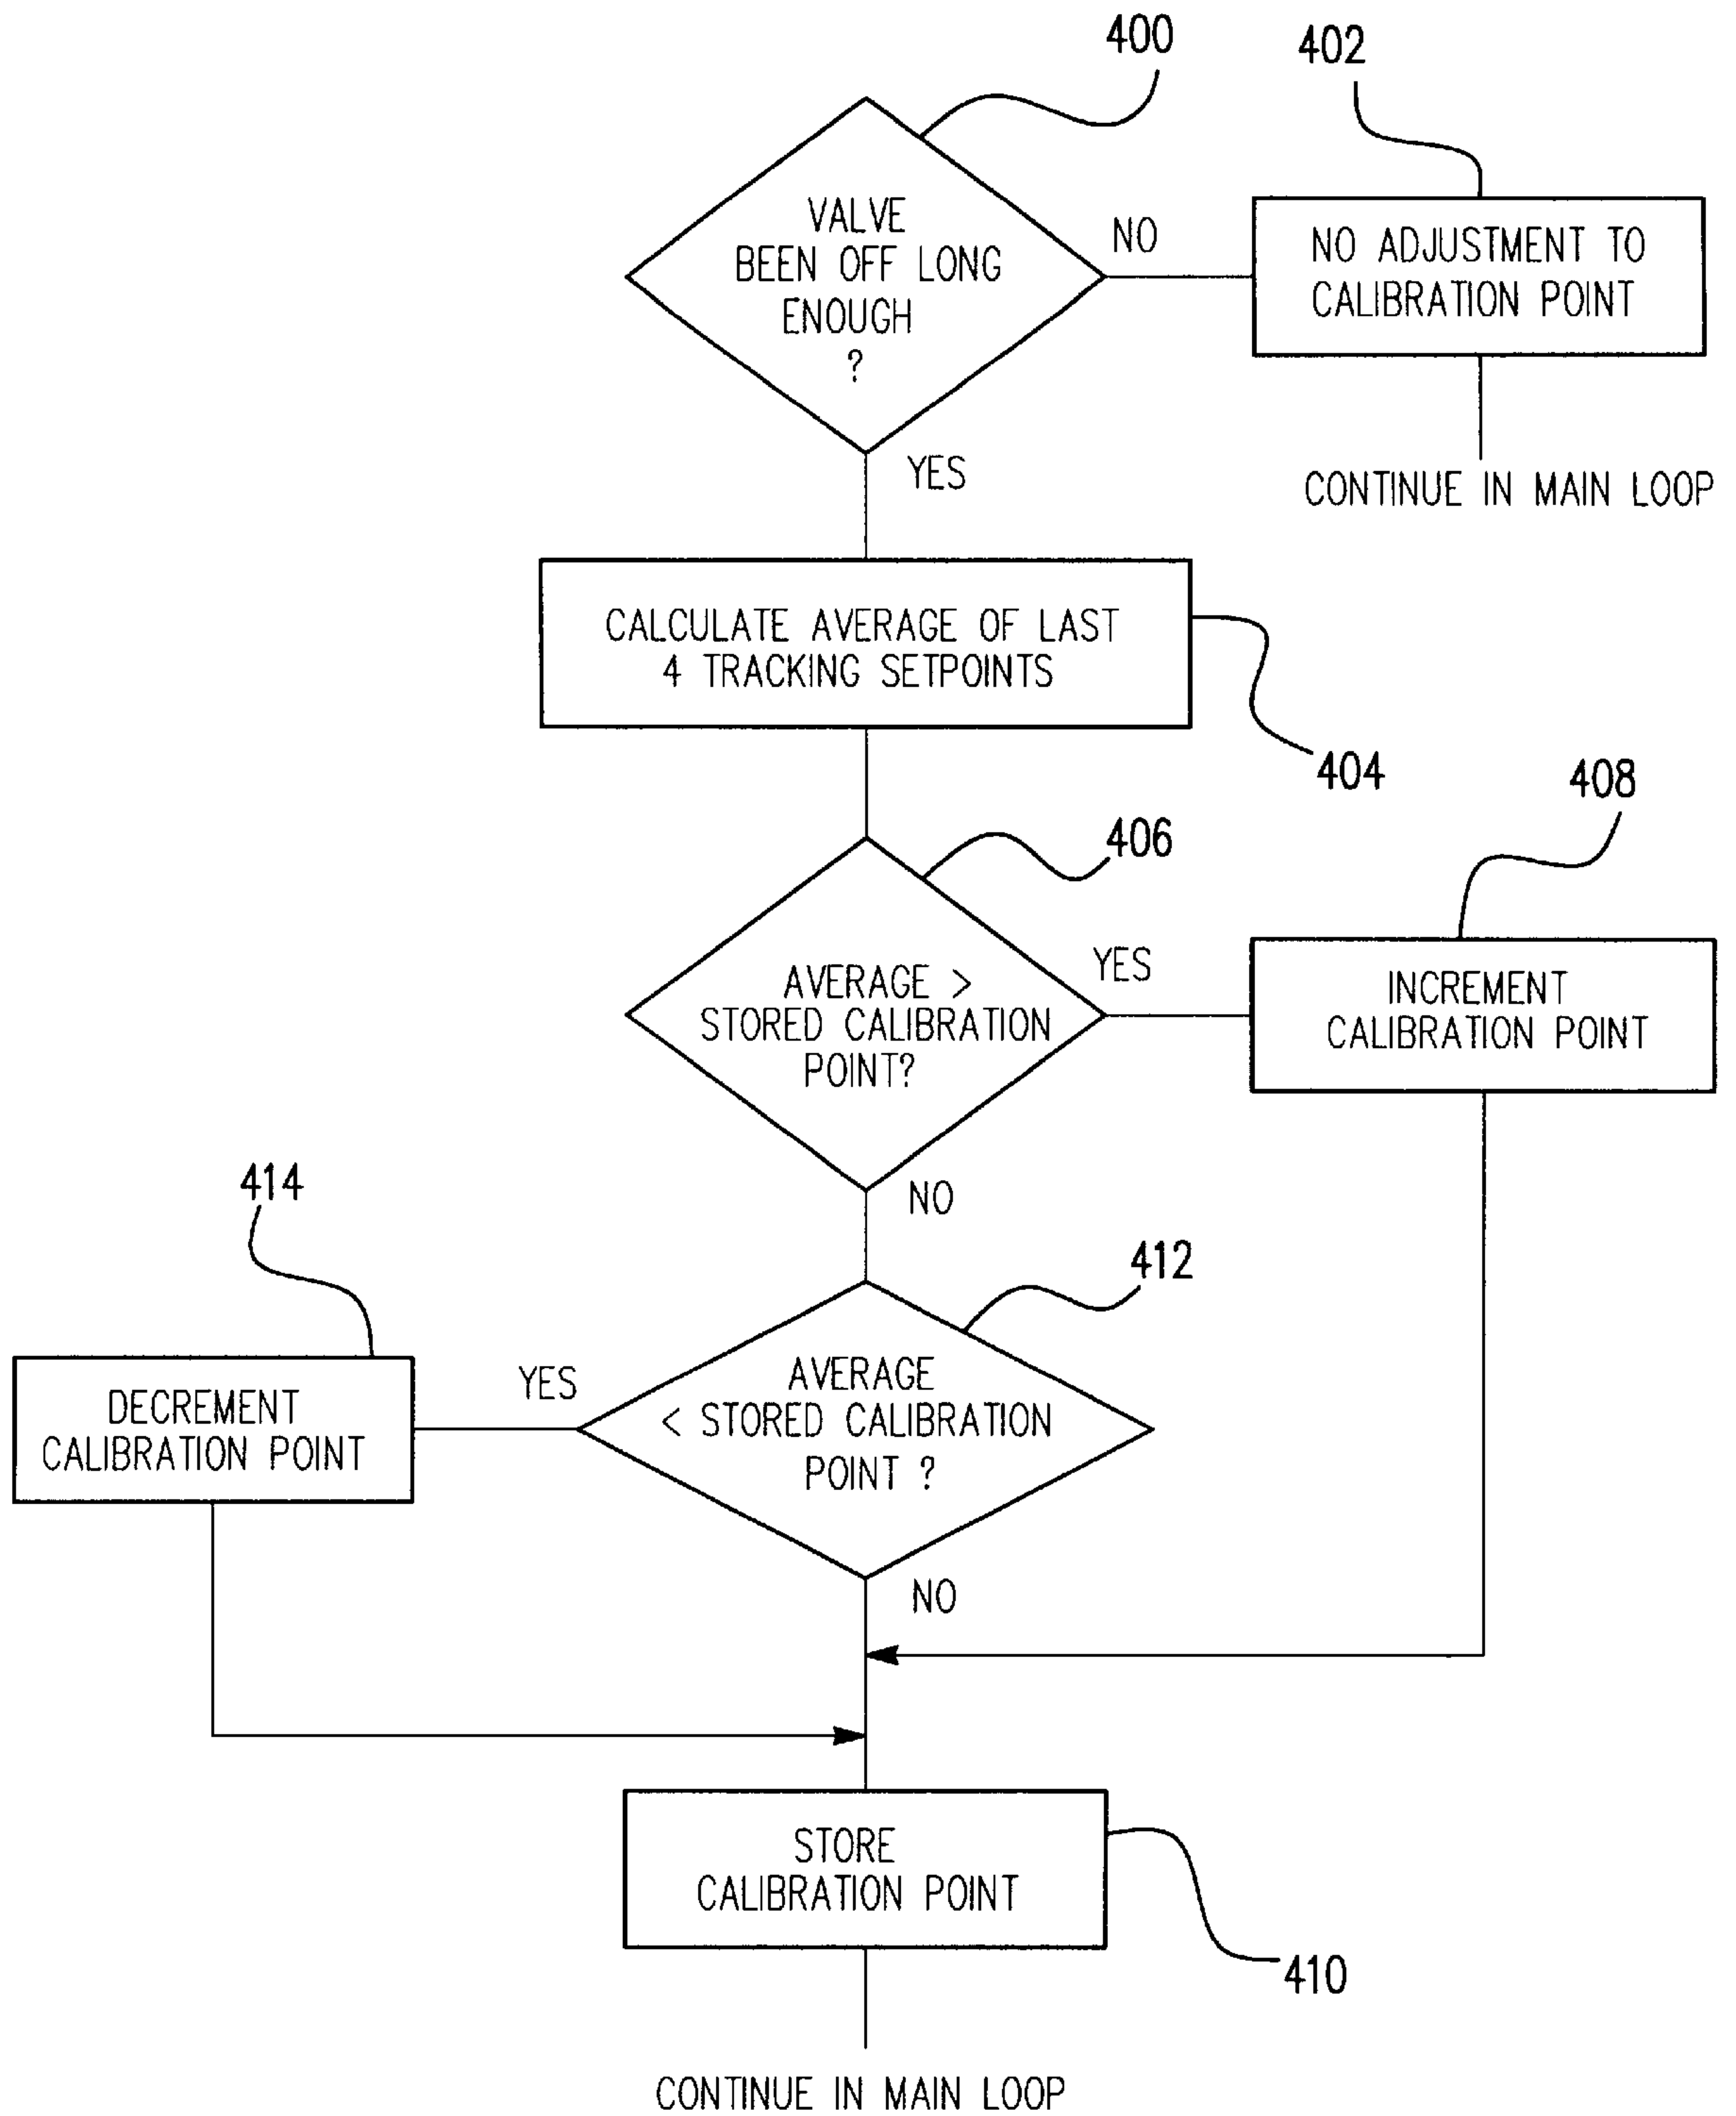 400
402
VALVE
BEEN OFF LONG
ENOUGH
?
NO
NO ADJUSTMENT TO
CALIBRATION POINT
YES
CONTINUE IN MAIN LOOP
CALCULATE AVERAGE OF LAST
4 TRACKING SETPOINTS
404
408
406
AVERAGE >
STORED CALIBRATION
POINT?
YES
INCREMENT
CALIBRATION POINT
NO
414
412
DECREMENT
CALIBRATION POINT
YES
AVERAGE
< STORED CALIBRATION
POINT ?
NO
STORE
CALIBRATION POINT
410
CONTINUE IN MAIN LOOP